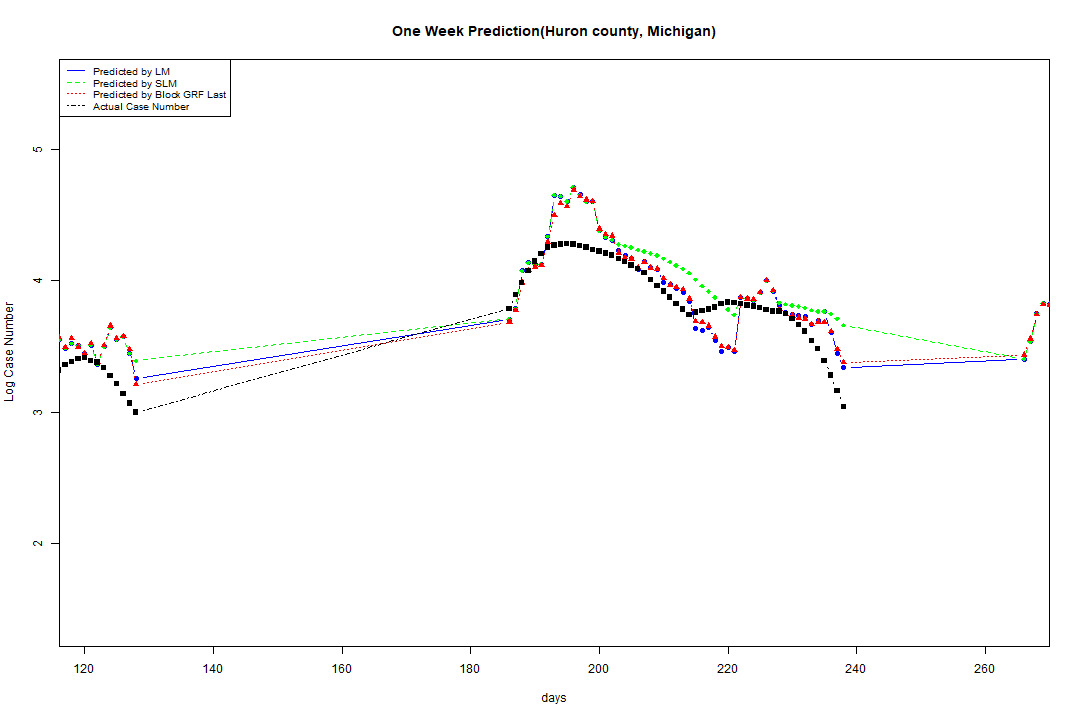 One Week Prediction(Huron county, Michigan)
Predicted by LM
Predicted by SLM
Predicted by Block GRF Last
Actual Case Number
5
4
3
2
Log Case Number
120 140 160 180 200 220 240 260
days